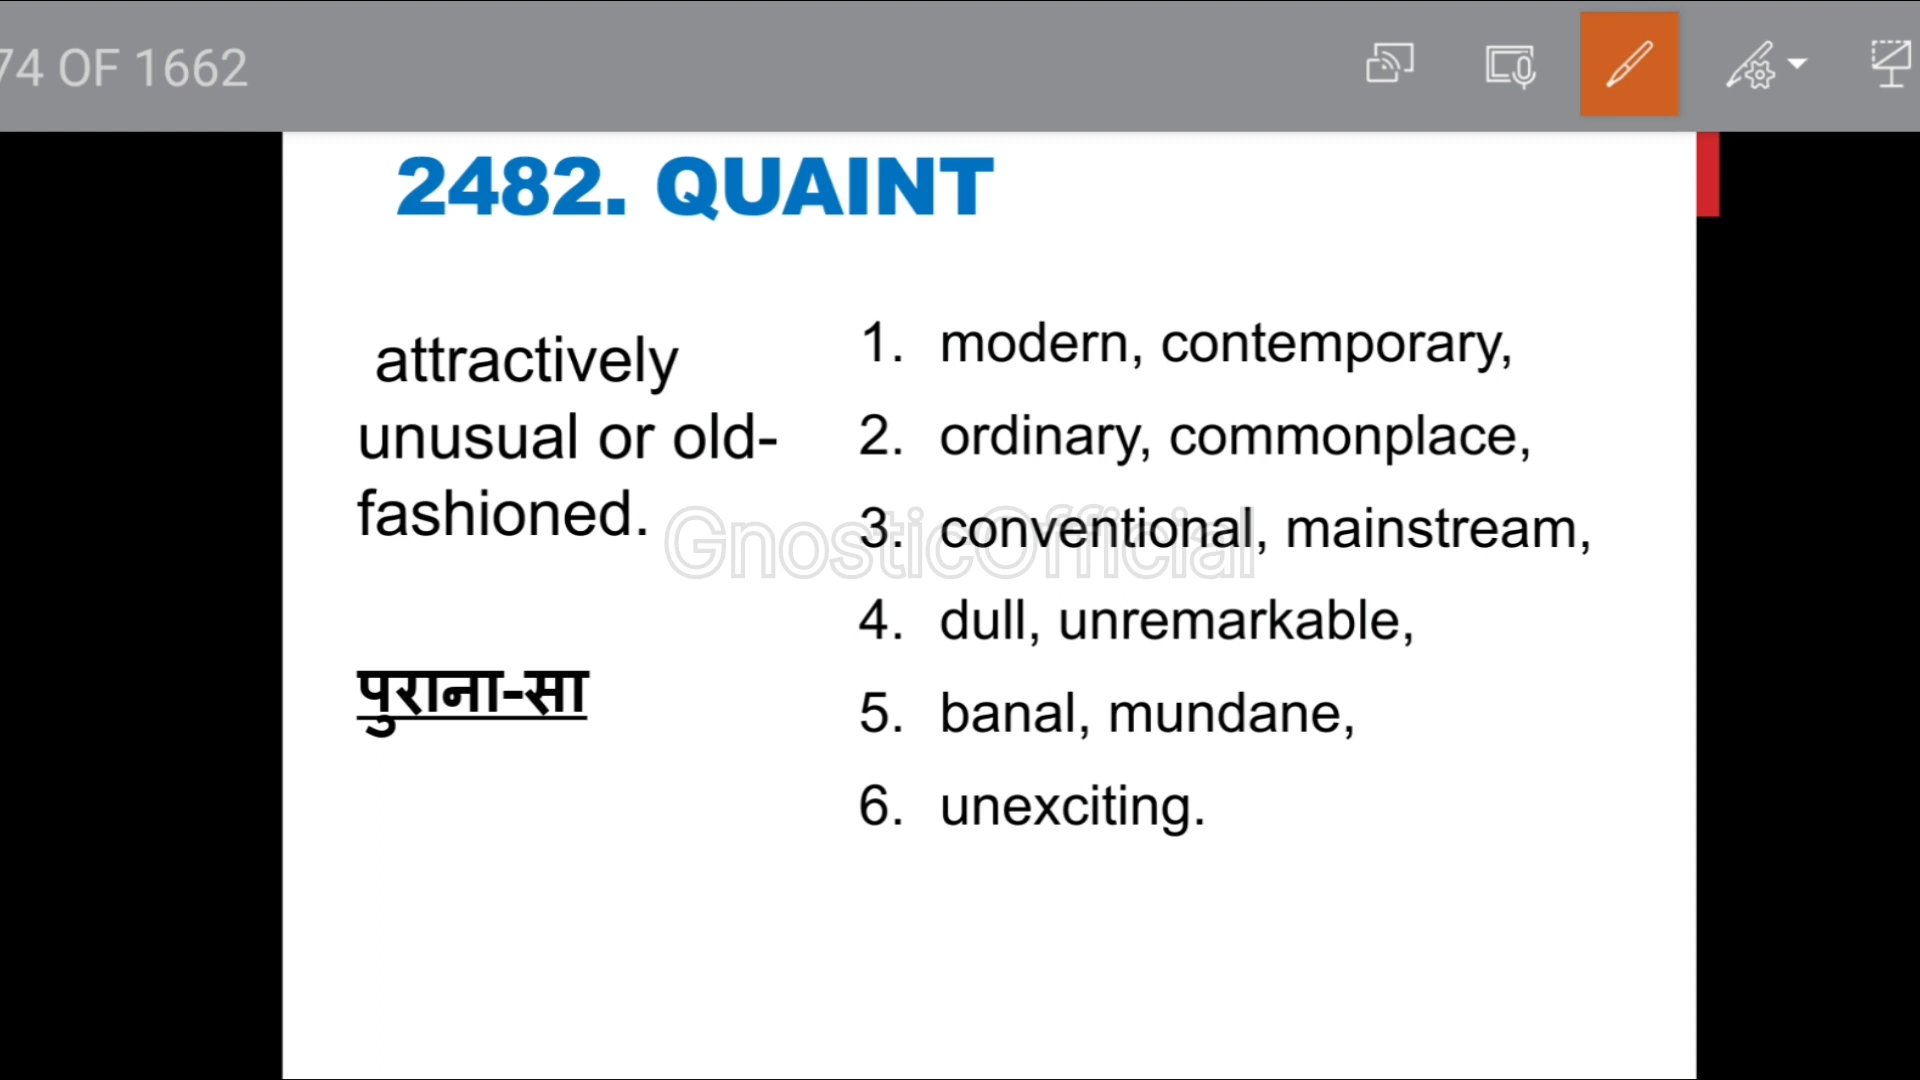 74 OF 1662
2482. QUAINT
attractively
unusual or old-
fashioned.
पुराना-सा
1. modern, contemporary,
2. ordinary, commonplace,
3. conventional, mainstream,
4. dull, unremarkable,
5. banal, mundane,
6. unexciting.
GnosticOfficial